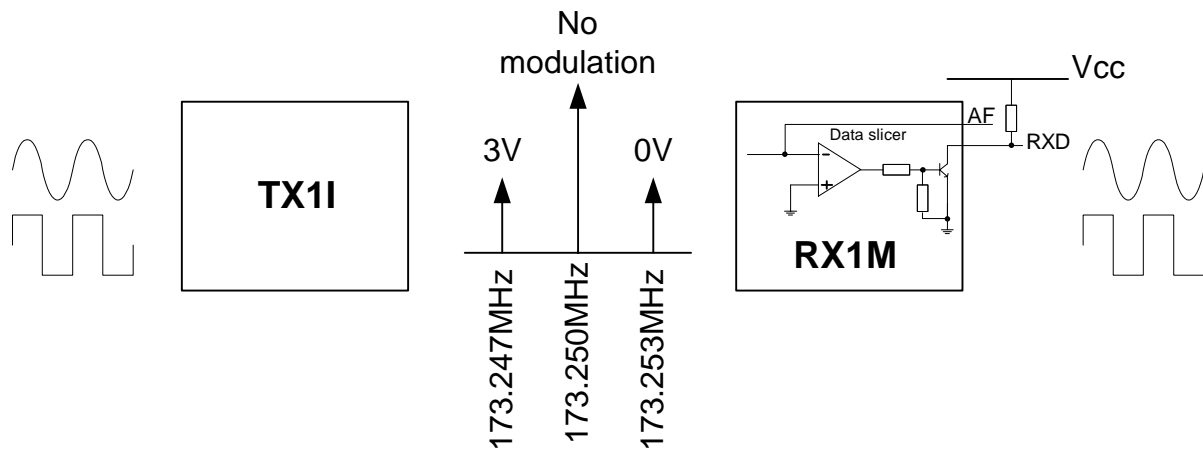 No
modulation
3V
0V
173.247MHz
173.250MHz
173.253MHz
TX1I
Vcc
AF
RXD
Data slicer
-
+
RX1M